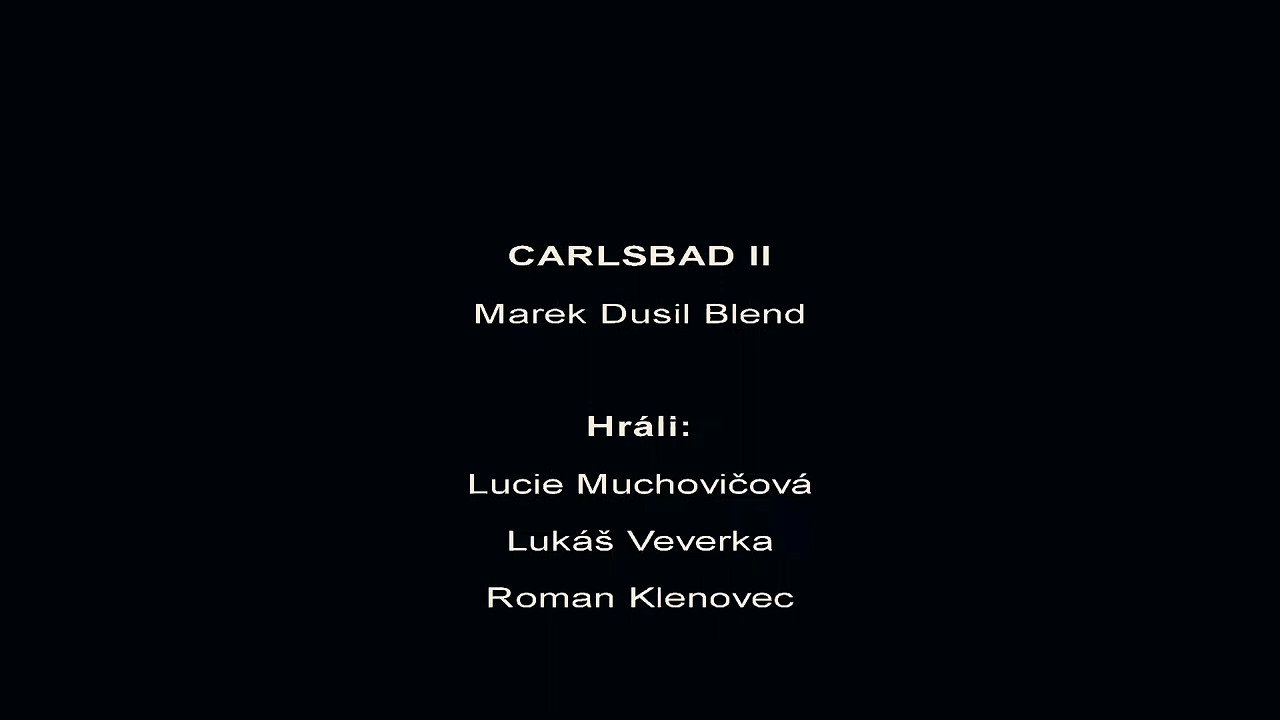 CARLSBAD II
Marek Dusil Blend
Hráli:
Lucie Muchovičová
Lukáš Veverka
Roman Klenovec